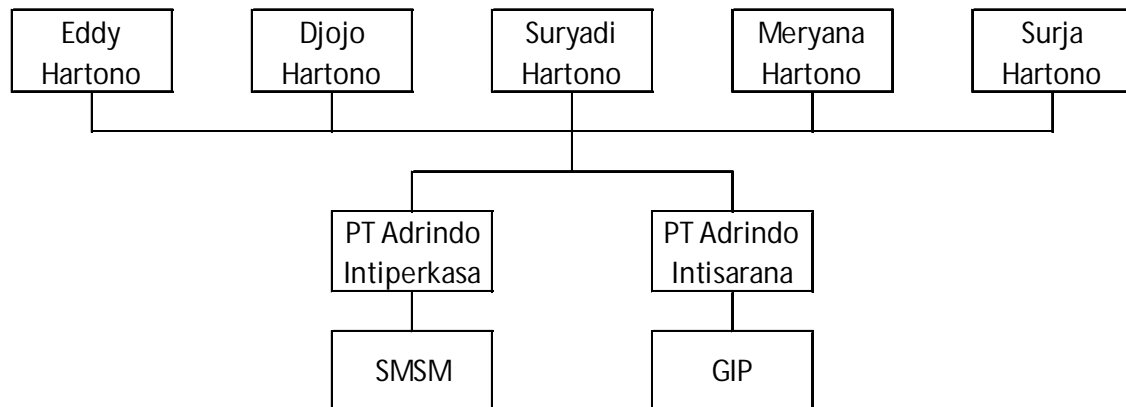 Eddy
Hartono
Djojo
Hartono
Suryadi
Hartono
Meryana
Hartono
Surja
Hartono
PT Adrindo
Intiperkasa
PT Adrindo
Intisarana
SMSM
GIP